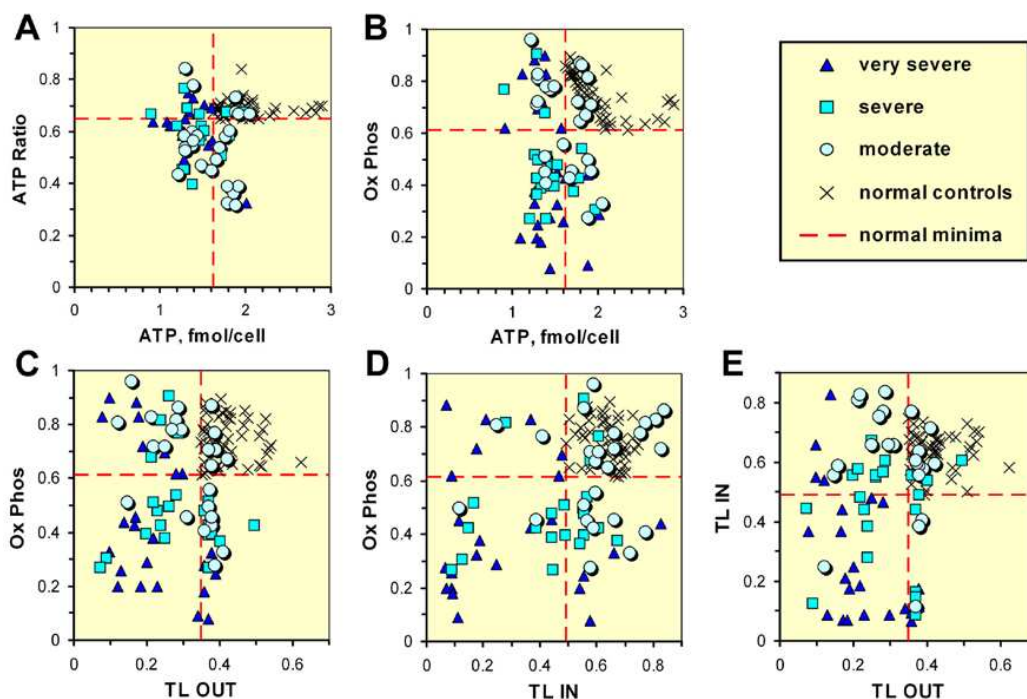 A
ATP Ratio
1
0.8
0.6
0.4
0.2
0
0 1 2 3
ATP, fmol/cell
B
Ox Phos
1
0.8
0.6
0.4
0.2
0
0 1 2 3
ATP, fmol/cell
very severe
severe
moderate
normal controls
normal minima
C
Ox Phos
1
0.8
0.6
0.4
0.2
0
0 0.2 0.4 0.6
TL OUT
D
Ox Phos
1
0.8
0.6
0.4
0.2
0
0 0.2 0.4 0.6 0.8
TL IN
E
TL IN
1
0.8
0.6
0.4
0.2
0
0 0.2 0.4 0.6
TL OUT